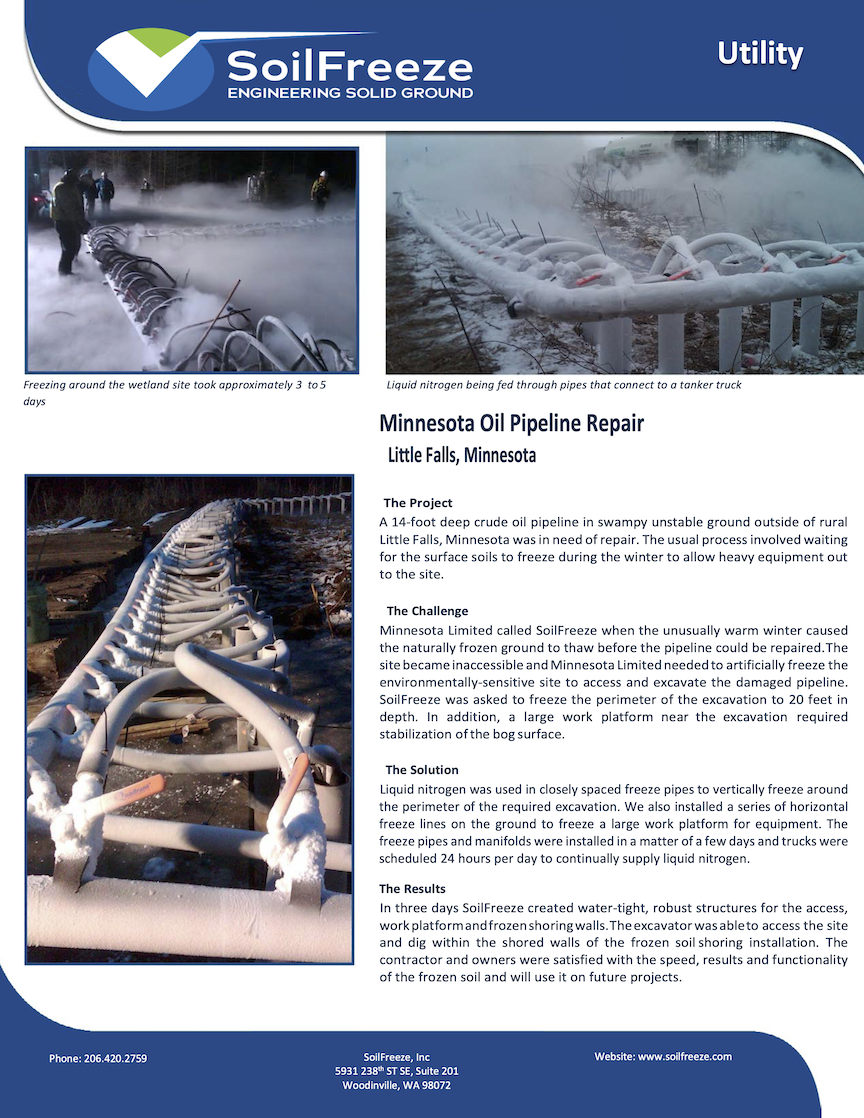 SoilFreeze
ENGINEERING SOLID GROUND
Utility
Freezing around the wetland site took approximately 3 to 5
days
Liquid nitrogen being fed through pipes that connect to a tanker truck
Minnesota Oil Pipeline Repair
Little Falls, Minnesota
The Project
A 14-foot deep crude oil pipeline in swampy unstable ground outside of rural
Little Falls, Minnesota was in need of repair. The usual process involved waiting
for the surface soils to freeze during the winter to allow heavy equipment out
to the site.
The Challenge
Minnesota Limited called SoilFreeze when the unusually warm winter caused
the naturally frozen ground to thaw before the pipeline could be repaired.The
site became inaccessible and Minnesota Limited needed to artificially freeze the
environmentally-sensitive site to access and excavate the damaged pipeline.
SoilFreeze was asked to freeze the perimeter of the excavation to 20 feet in
depth. In addition, a large work platform near the excavation required
stabilization of the bog surface.
The Solution
Liquid nitrogen was used in closely spaced freeze pipes to vertically freeze around
the perimeter of the required excavation. We also installed a series of horizontal
freeze lines on the ground to freeze a large work platform for equipment. The
freeze pipes and manifolds were installed in a matter of a few days and trucks were
scheduled 24 hours per day to continually supply liquid nitrogen.
The Results
In three days SoilFreeze created water-tight, robust structures for the access,
work platform and frozen shoring walls. The excavator was able to access the site
and dig within the shored walls of the frozen soil shoring installation. The
contractor and owners were satisfied with the speed, results and functionality
of the frozen soil and will use it on future projects.
Phone: 206.420.2759
SoilFreeze, Inc
5931 238th ST SE, Suite 201
Woodinville, WA 98072
Website: www.soilfreeze.com